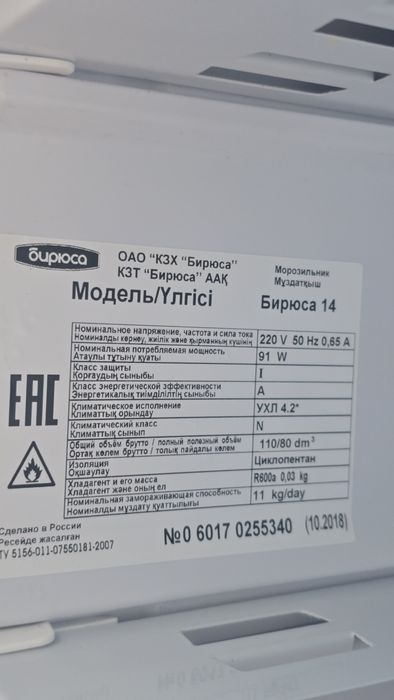 бирюса
ОАО "КЗХ "Бирюса"
КЗТ "Бирюса" ААҚ
Морозильник
Мұздатқыш
Модель/Үлгісі
Бирюса 14
Номинальное напряжение, частота и сила тока
Номиналды кернеу, жиілік және қырманның күшінің
220 V 50 Hz 0,65 A
Номинальная потребляемая мощность
Атаулы тұтыну қуаты
91 W
Класс защиты
Қорғаудың сыныбы
I
Класс энергетической эффективности
Энергетикалық тиімділілтің сыныбы
A
Климатическое исполнение
Климаттық орындау
УХЛ 4.2*
Климатический класс
Климаттық сынып
N
Общий объём брутто / полный полезный объём
Ортақ көлем брутто / толық пайдалы көлем
110/80 dm³
Изоляция
Оқшаулау
Циклопентан
Хладагент и его масса
Хладагент және оның ел
R600a 0,03 kg
Номинальная замораживающая способность
Номиналды мұздату қуаттылығы
11 kg/day
EAC
Сделано в России
Ресейде жасалған
ТУ 5156-011-07550181-2007
№0 6017 0255340 (10.2018)